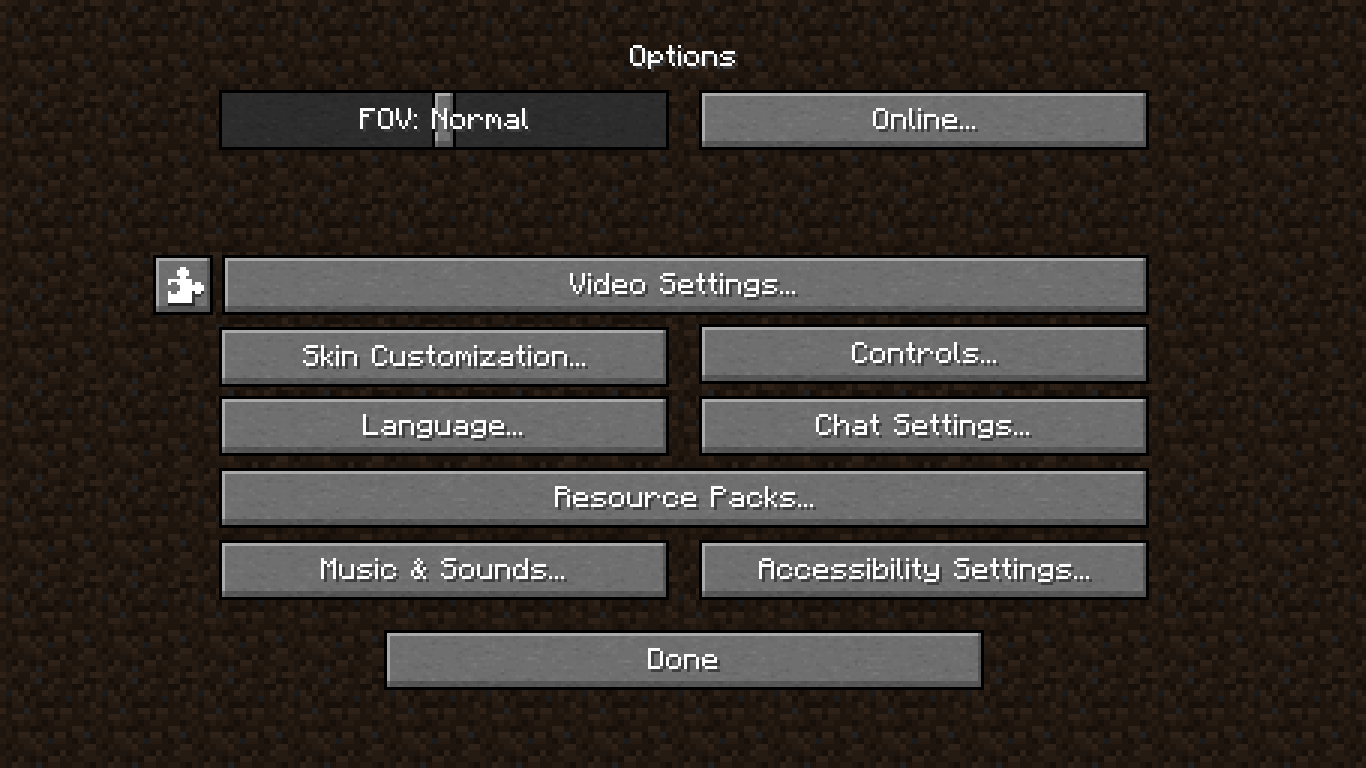 Options
FOV: Normal
Online...
Video Settings...
Skin Customization...
Controls...
Language...
Chat Settings...
Resource Packs...
Music & Sounds...
Accessibility Settings...
Done